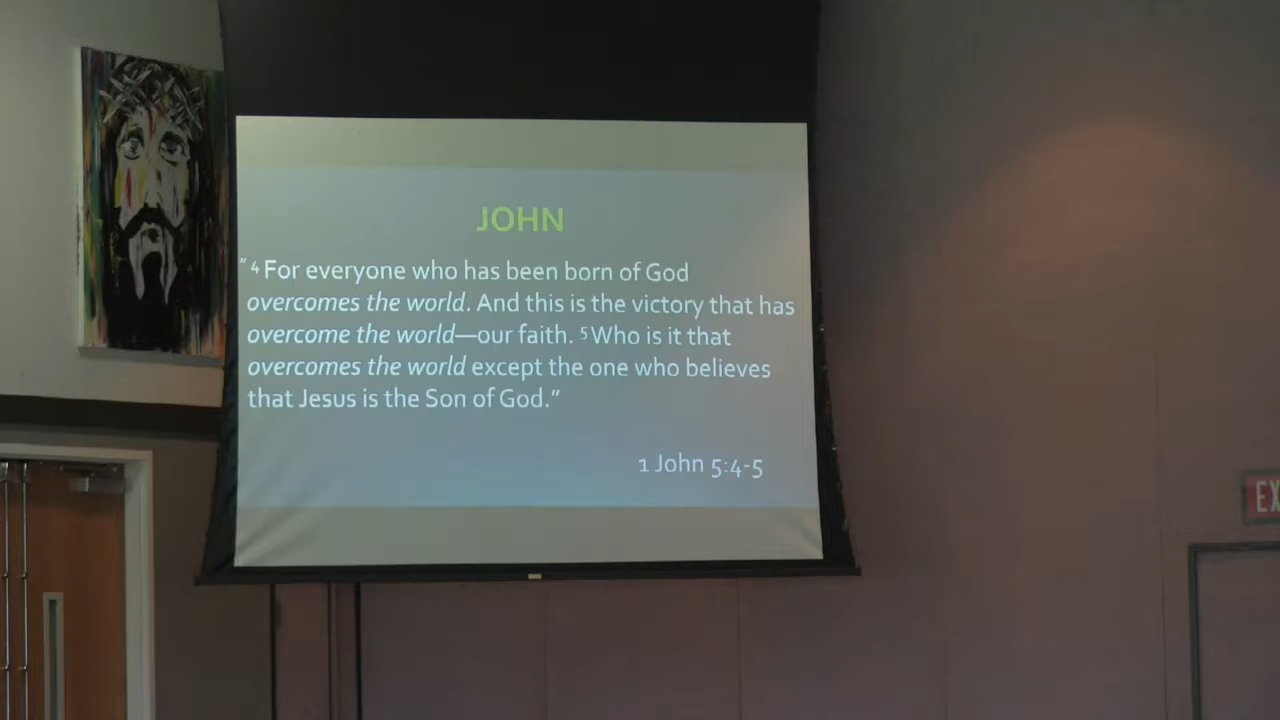 JOHN
“ 4 For everyone who has been born of God
overcomes the world. And this is the victory that has
overcome the world—our faith. 5 Who is it that
overcomes the world except the one who believes
that Jesus is the Son of God.”
1 John 5:4-5
EX